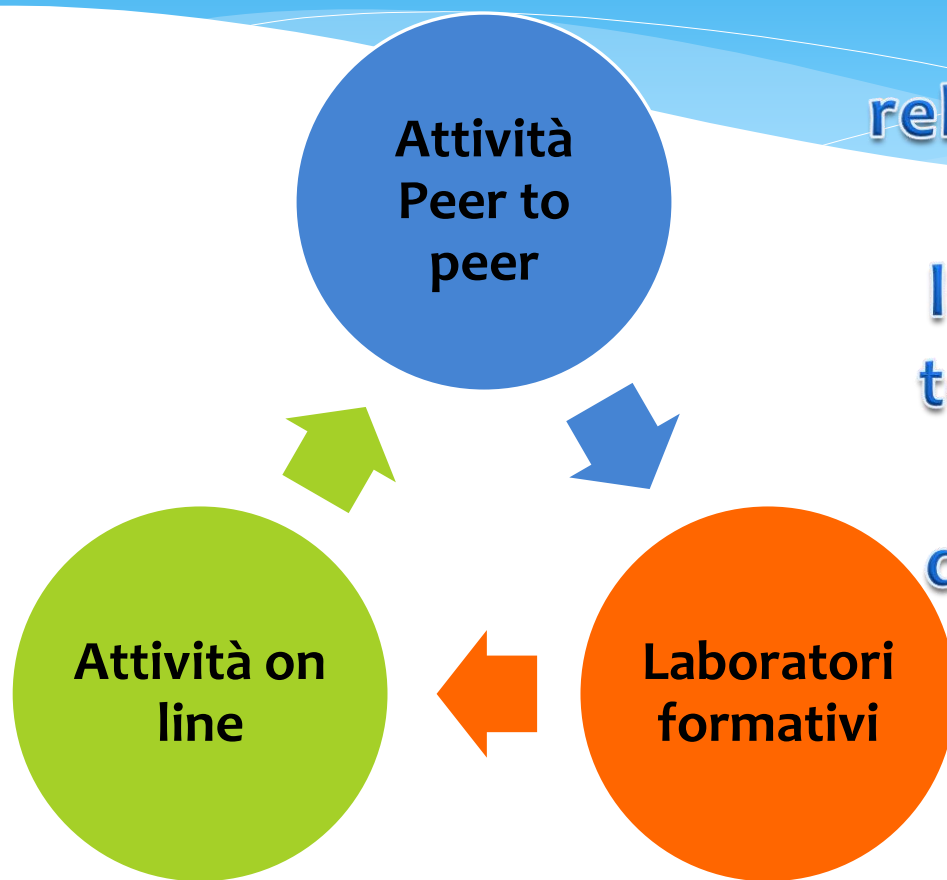 Attività
Peer to
peer
Attività on
line
Laboratori
formativi